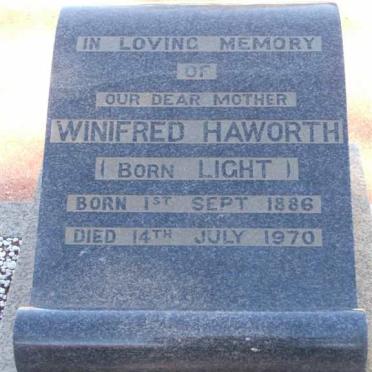 IN LOVING MEMORY
OF
OUR DEAR MOTHER
WINIFRED HAWORTH
( BORN LIGHT )
BORN 1ST SEPT 1886
DIED 14TH JULY 1970